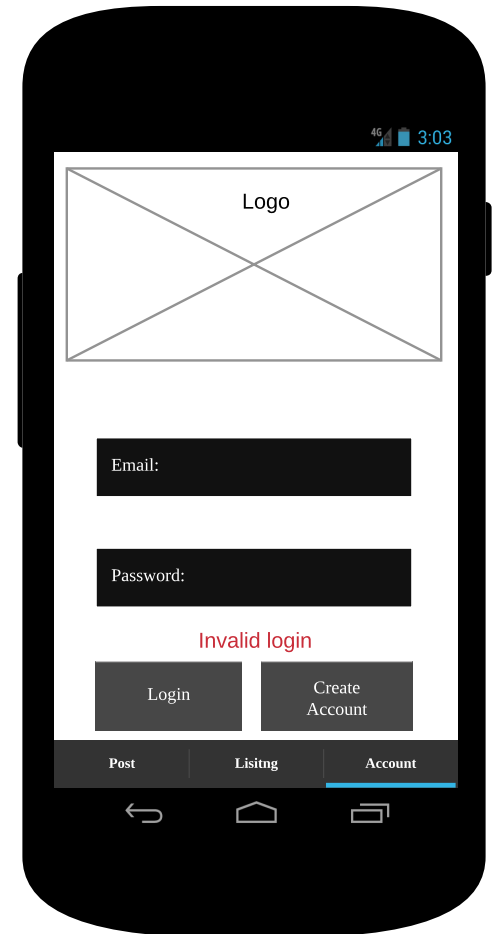 4G 3:03
Logo
Email:
Password:
Invalid login
Login
Create
Account
Post
Lisitng
Account